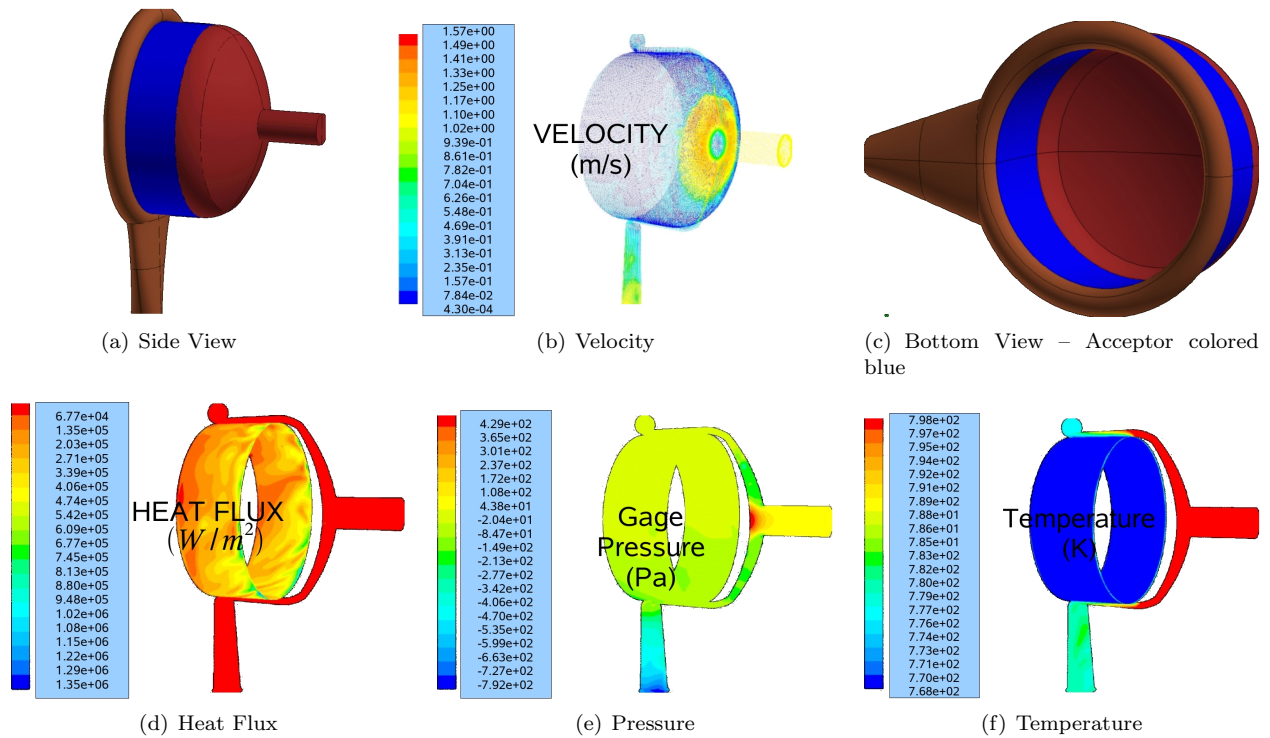 1.57e+00
1.49e+00
1.41e+00
1.33e+00
1.25e+00
1.17e+00
1.10e+00
1.02e+00
9.39e-01
8.61e-01
7.82e-01
7.04e-01
6.26e-01
5.48e-01
4.69e-01
3.91e-01
3.13e-01
2.35e-01
1.57e-01
7.84e-02
4.30e-04
VELOCITY
(m/s)
(a) Side View
(b) Velocity
(c) Bottom View – Acceptor colored
blue
6.77e+04
1.35e+05
2.03e+05
2.71e+05
3.39e+05
4.06e+05
4.74e+05
5.42e+05
6.09e+05
6.77e+05
7.45e+05
8.13e+05
8.80e+05
9.48e+05
1.02e+06
1.08e+06
1.15e+06
1.22e+06
1.29e+06
1.35e+06
HEAT FLUX
(W/m²)
4.29e+02
3.65e+02
3.01e+02
2.37e+02
1.72e+02
1.08e+02
4.38e+01
-2.04e+01
-8.47e+01
-1.49e+02
-2.13e+02
-2.77e+02
-3.42e+02
-4.06e+02
-4.70e+02
-5.35e+02
-5.99e+02
-6.63e+02
-7.27e+02
-7.92e+02
Gage
Pressure
(Pa)
7.98e+02
7.97e+02
7.95e+02
7.94e+02
7.92e+02
7.91e+02
7.89e+02
7.88e+01
7.86e+01
7.85e+01
7.83e+02
7.82e+02
7.80e+02
7.79e+02
7.77e+02
7.76e+02
7.74e+02
7.73e+02
7.71e+02
7.70e+02
7.68e+02
Temperature
(K)
(d) Heat Flux
(e) Pressure
(f) Temperature